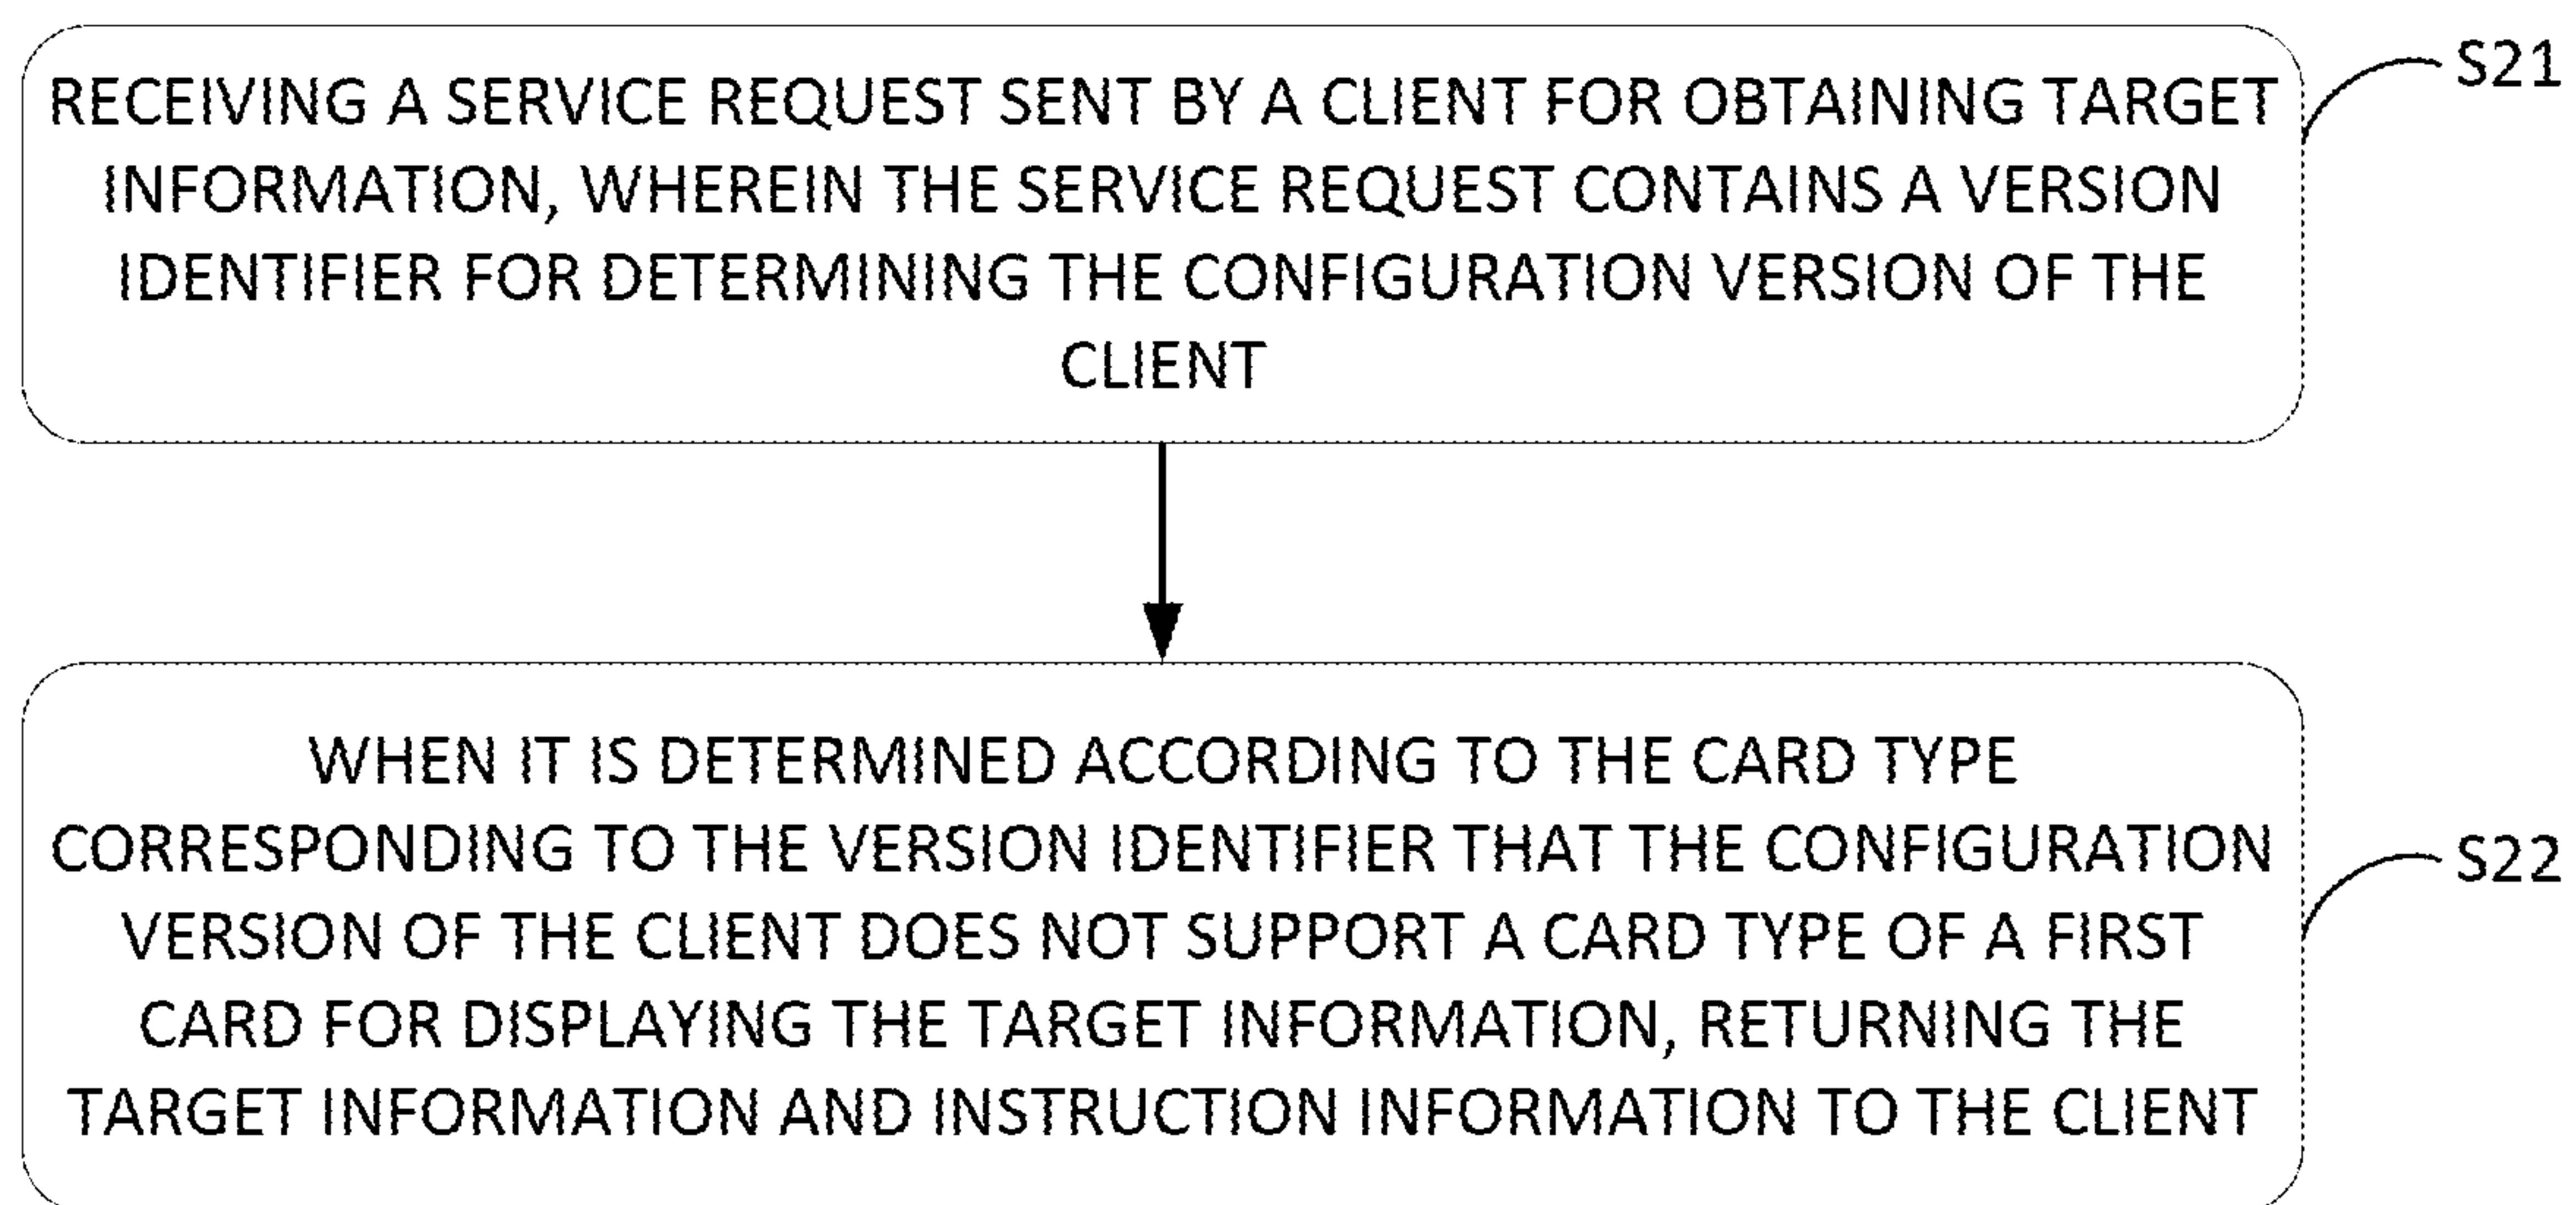 RECEIVING A SERVICE REQUEST SENT BY A CLIENT FOR OBTAINING TARGET
INFORMATION, WHEREIN THE SERVICE REQUEST CONTAINS A VERSION
IDENTIFIER FOR DETERMINING THE CONFIGURATION VERSION OF THE
CLIENT
S21
WHEN IT IS DETERMINED ACCORDING TO THE CARD TYPE
CORRESPONDING TO THE VERSION IDENTIFIER THAT THE CONFIGURATION
VERSION OF THE CLIENT DOES NOT SUPPORT A CARD TYPE OF A FIRST
CARD FOR DISPLAYING THE TARGET INFORMATION, RETURNING THE
TARGET INFORMATION AND INSTRUCTION INFORMATION TO THE CLIENT
S22